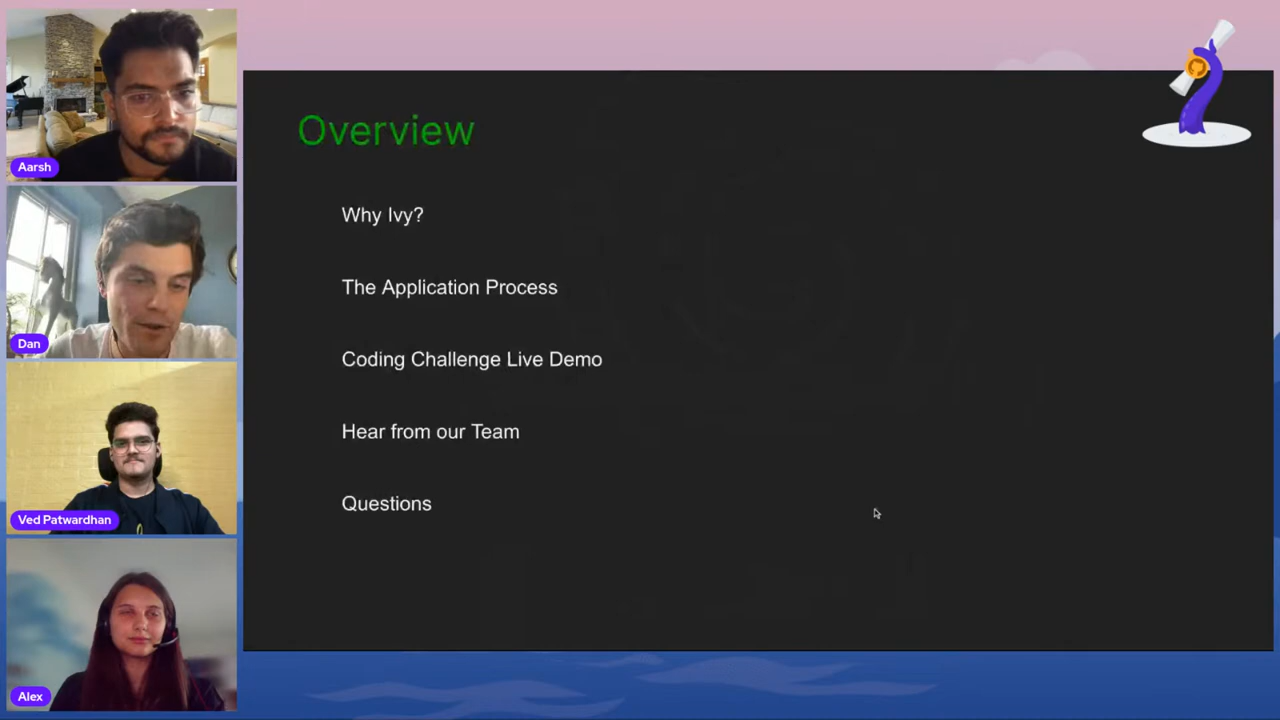 Aarsh
Dan
Ved Patwardhan
Alex
Overview
Why Ivy?
The Application Process
Coding Challenge Live Demo
Hear from our Team
Questions